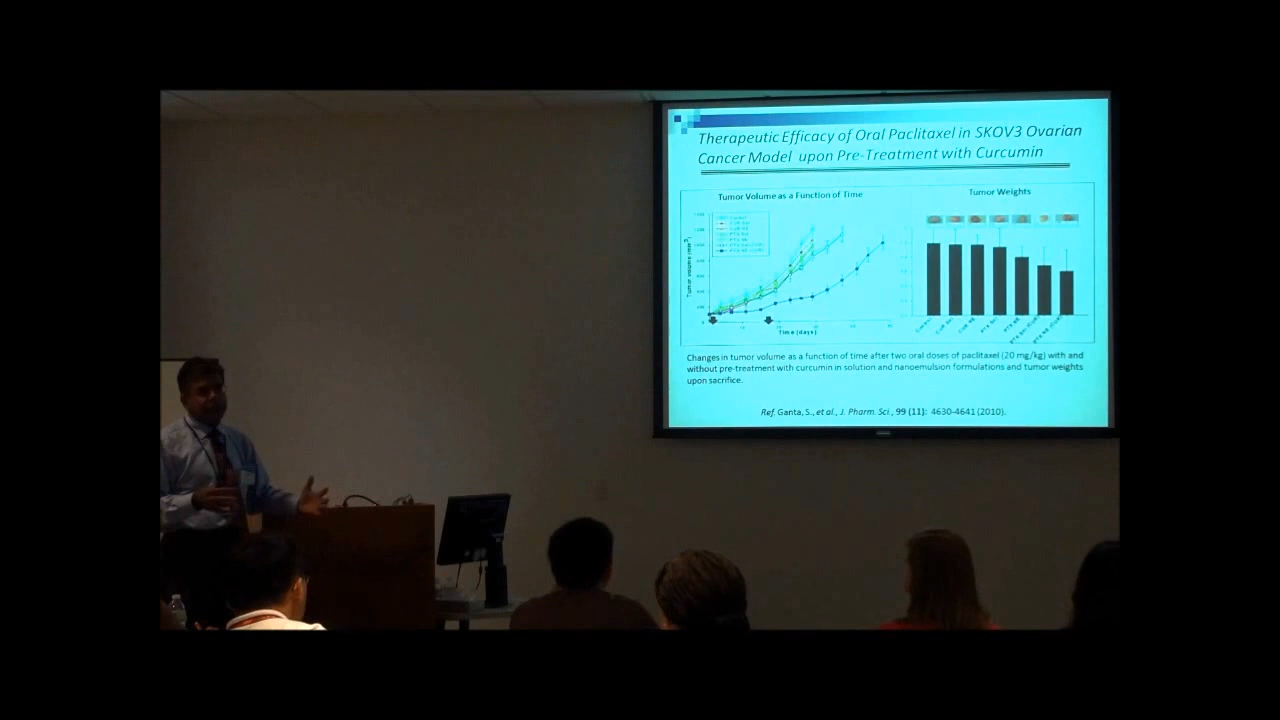 Therapeutic Efficacy of Oral Paclitaxel in SKOV3 Ovarian
Cancer Model upon Pre-Treatment with Curcumin
Tumor Volume as a Function of Time
Tumor Weights
Tumor Volume (mm³)
Time (days)
Changes in tumor volume as a function of time after two oral doses of paclitaxel (20 mg/kg) with and
without pre-treatment with curcumin in solution and nanoemulsion formulations and tumor weights
upon sacrifice.
Ref. Ganta, S., et al., J. Pharm. Sci., 99 (11): 4630-4641 (2010).